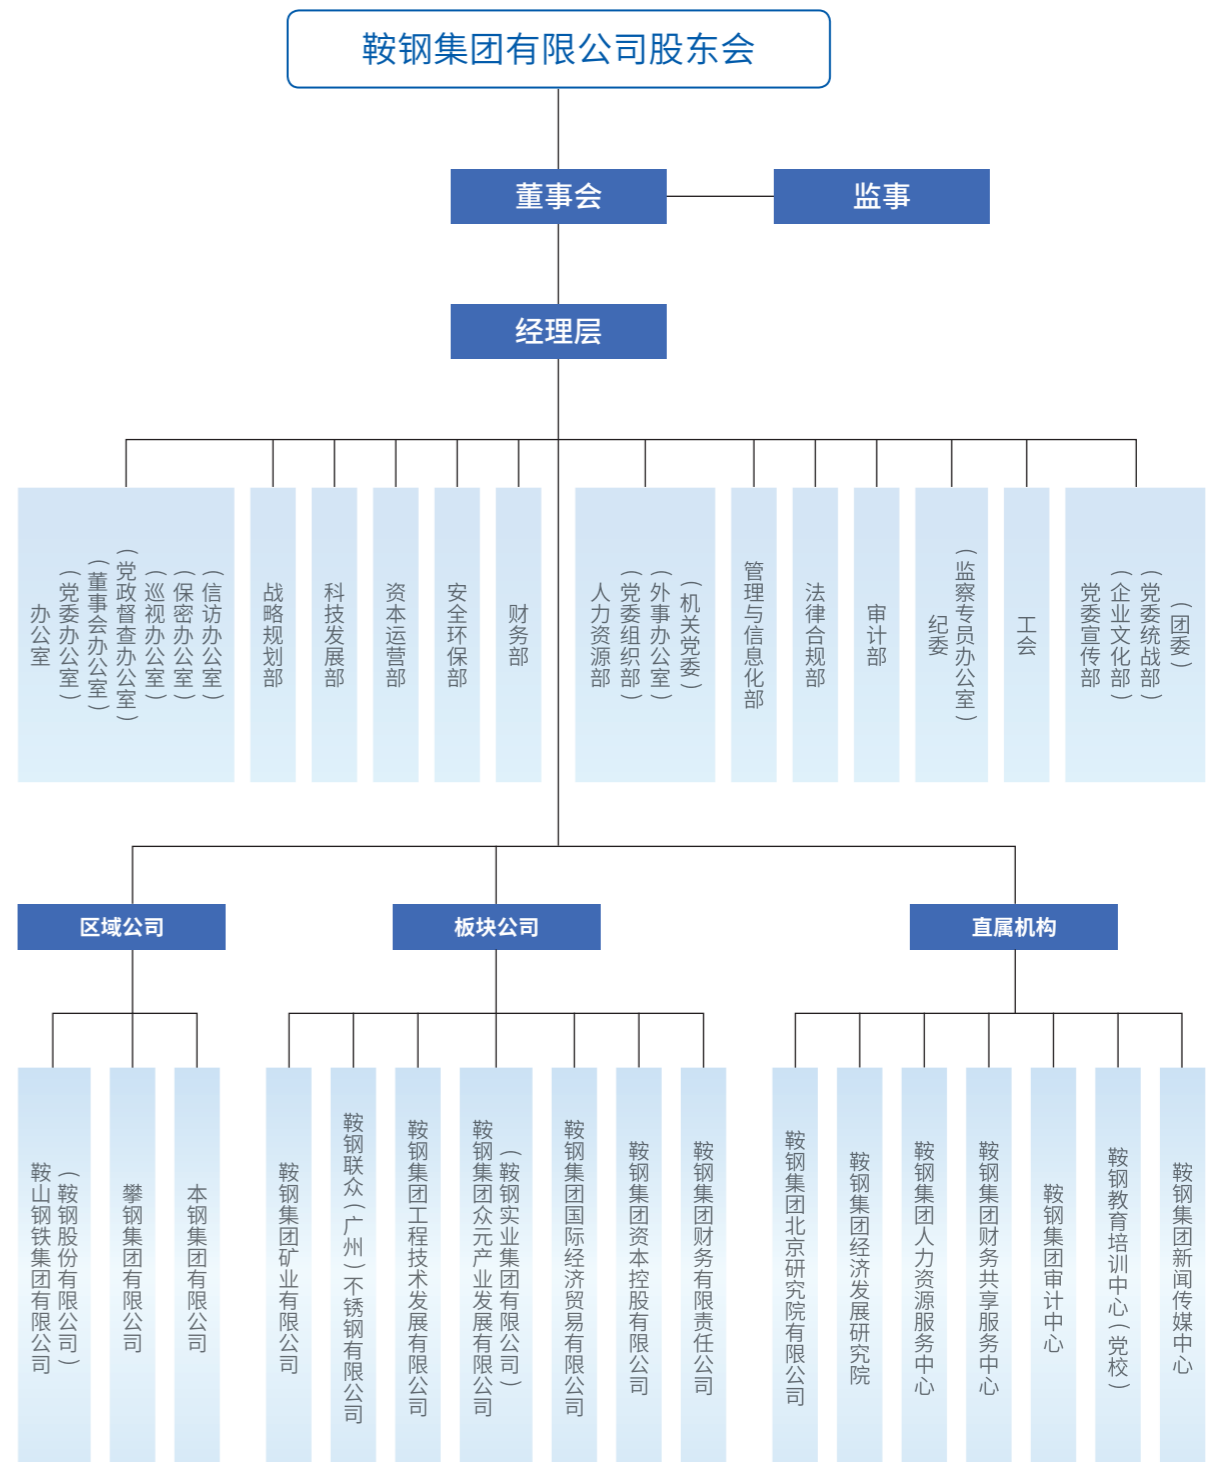 鞍钢集团有限公司股东会
董事会
监事
经理层
办公室
（党委办公室）
（董事会办公室）
（党政督查办公室）
（巡视办公室）
（保密办公室）
（信访办公室）
战略规划部
科技发展部
资本运营部
安全环保部
财务部
人力资源部
（党委组织部）
（外事办公室）
（机关党委）
管理与信息化部
法律合规部
审计部
纪委
（监察专员办公室）
工会
党委宣传部
（企业文化部）
（党委统战部）
（团委）
区域公司
板块公司
直属机构
鞍山钢铁集团有限公司
（鞍钢股份有限公司）
攀钢集团有限公司
本钢集团有限公司
鞍钢集团矿业有限公司
鞍钢联众（广州）不锈钢有限公司
鞍钢集团工程技术发展有限公司
鞍钢集团众元产业发展有限公司
（鞍钢实业集团有限公司）
鞍钢集团国际经济贸易有限公司
鞍钢集团资本控股有限公司
鞍钢集团财务有限责任公司
鞍钢集团北京研究院有限公司
鞍钢集团经济发展研究院
鞍钢集团人力资源服务中心
鞍钢集团财务共享服务中心
鞍钢集团审计中心
鞍钢教育培训中心（党校）
鞍钢集团新闻传媒中心